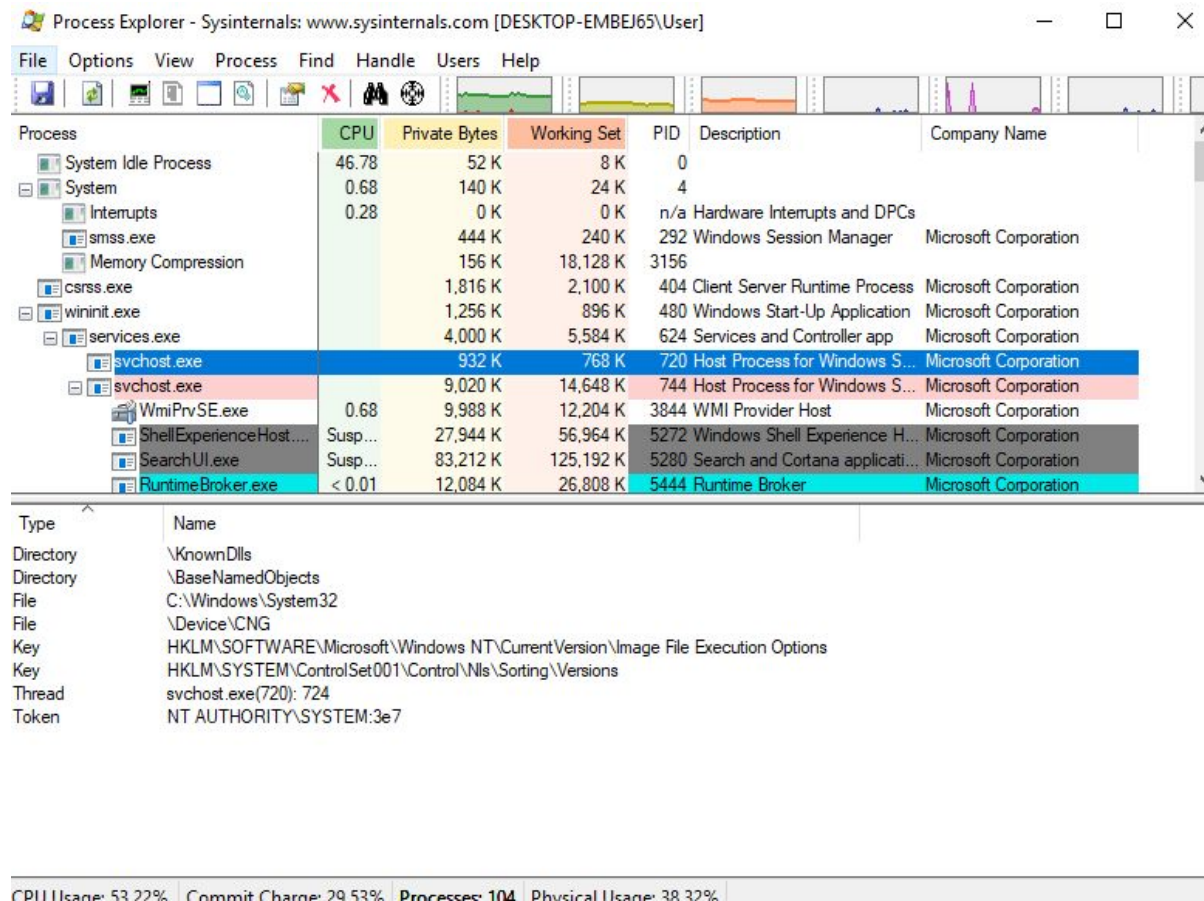 Process Explorer - Sysinternals: www.sysinternals.com [DESKTOP-EMBEJ65\User]
File Options View Process Find Handle Users Help
Process CPU Private Bytes Working Set PID Description Company Name
System Idle Process 46.78 52 K 8 K 0
System 0.68 140 K 24 K 4
Interrupts 0.28 0 K 0 K n/a Hardware Interrupts and DPCs
smss.exe 444 K 240 K 292 Windows Session Manager Microsoft Corporation
Memory Compression 156 K 18,128 K 3156
csrss.exe 1,816 K 2,100 K 404 Client Server Runtime Process Microsoft Corporation
wininit.exe 1,256 K 896 K 480 Windows Start-Up Application Microsoft Corporation
services.exe 4,000 K 5,584 K 624 Services and Controller app Microsoft Corporation
svchost.exe 932 K 768 K 720 Host Process for Windows S... Microsoft Corporation
svchost.exe 9,020 K 14,648 K 744 Host Process for Windows S... Microsoft Corporation
WmiPrvSE.exe 0.68 9,988 K 12,204 K 3844 WMI Provider Host Microsoft Corporation
ShellExperienceHost.... Susp... 27,944 K 56,964 K 5272 Windows Shell Experience H... Microsoft Corporation
SearchUI.exe Susp... 83,212 K 125,192 K 5280 Search and Cortana applicati... Microsoft Corporation
RuntimeBroker.exe < 0.01 12,084 K 26,808 K 5444 Runtime Broker Microsoft Corporation
Type Name
Directory \KnownDlls
Directory \BaseNamedObjects
File C:\Windows\System32
File \Device\CNG
Key HKLM\SOFTWARE\Microsoft\Windows NT\CurrentVersion\Image File Execution Options
Key HKLM\SYSTEM\ControlSet001\Control\Nls\Sorting\Versions
Thread svchost.exe(720): 724
Token NT AUTHORITY\SYSTEM:3e7
CPU Usage: 53.22% Commit Charge: 29.53% Processes: 104 Physical Usage: 38.32%